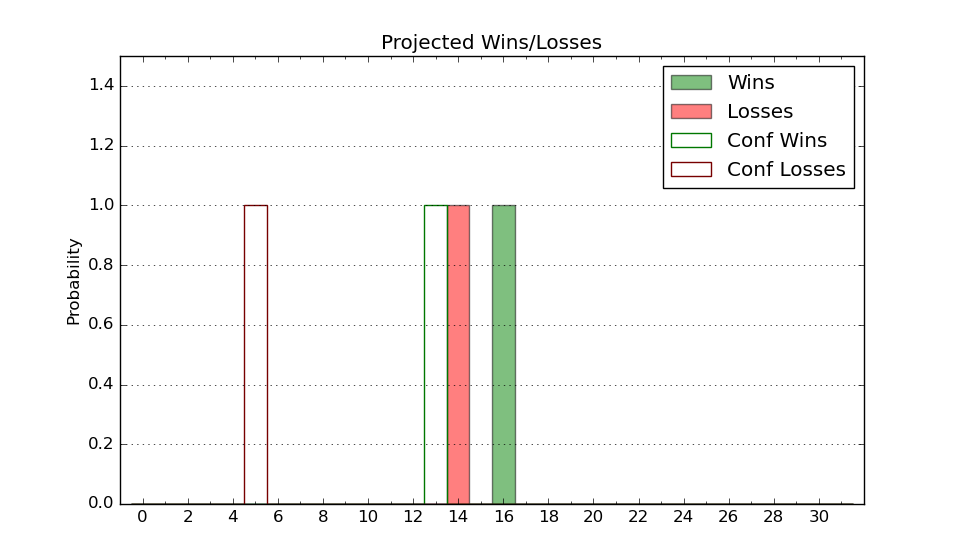 Projected Wins/Losses
Wins
Losses
Conf Wins
Conf Losses
Probability
1.4
1.2
1.0
0.8
0.6
0.4
0.2
0.0
0 2 4 6 8 10 12 14 16 18 20 22 24 26 28 30